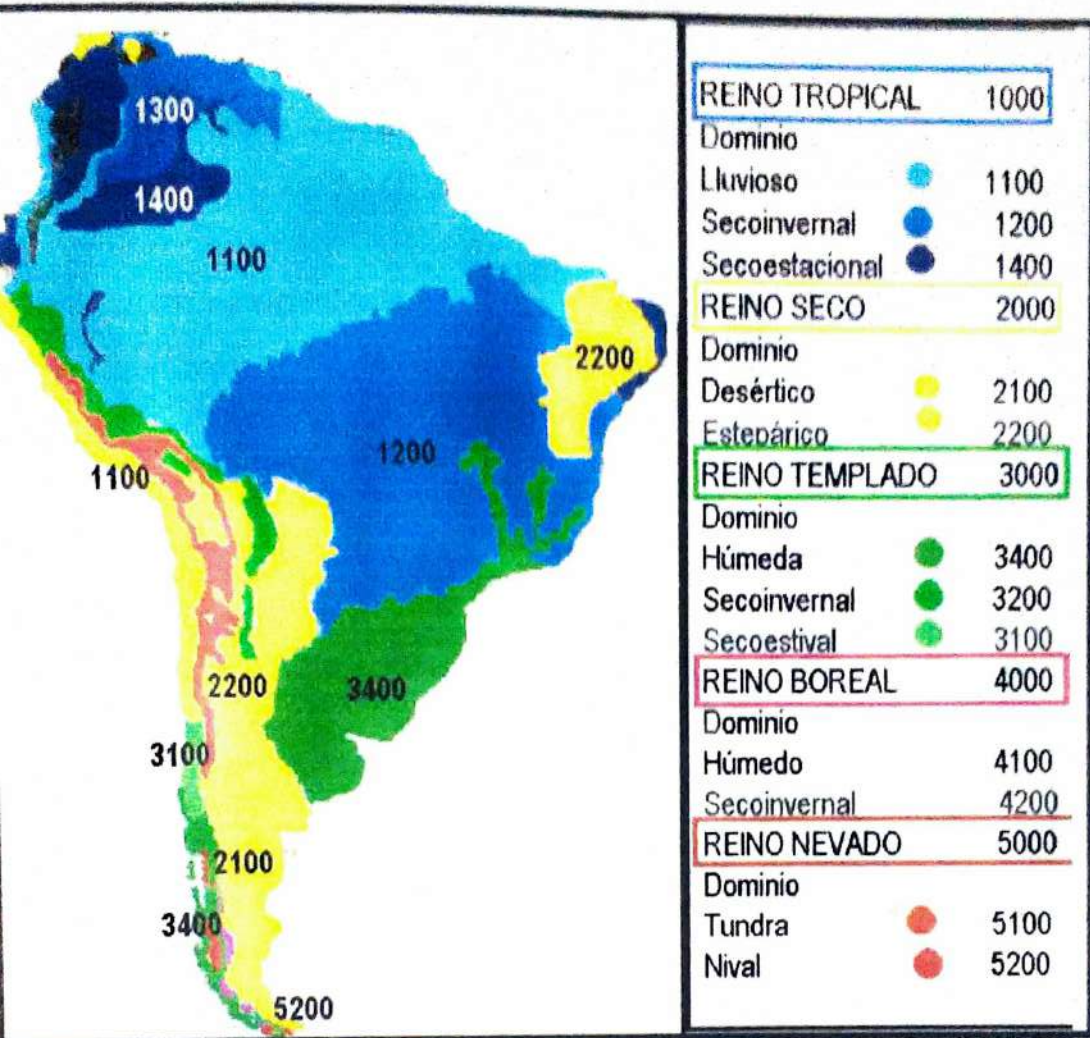 1300
1400
1100
2200
1200
1100
2200
3400
3100
2100
3400
5200
REINO TROPICAL 1000
Dominio
Lluvioso 1100
Secoinvernal 1200
Secoestacional 1400
REINO SECO 2000
Dominio
Desértico 2100
Estepárico 2200
REINO TEMPLADO 3000
Dominio
Húmeda 3400
Secoinvernal 3200
Secoestival 3100
REINO BOREAL 4000
Dominio
Húmedo 4100
Secoinvernal 4200
REINO NEVADO 5000
Dominio
Tundra 5100
Nival 5200